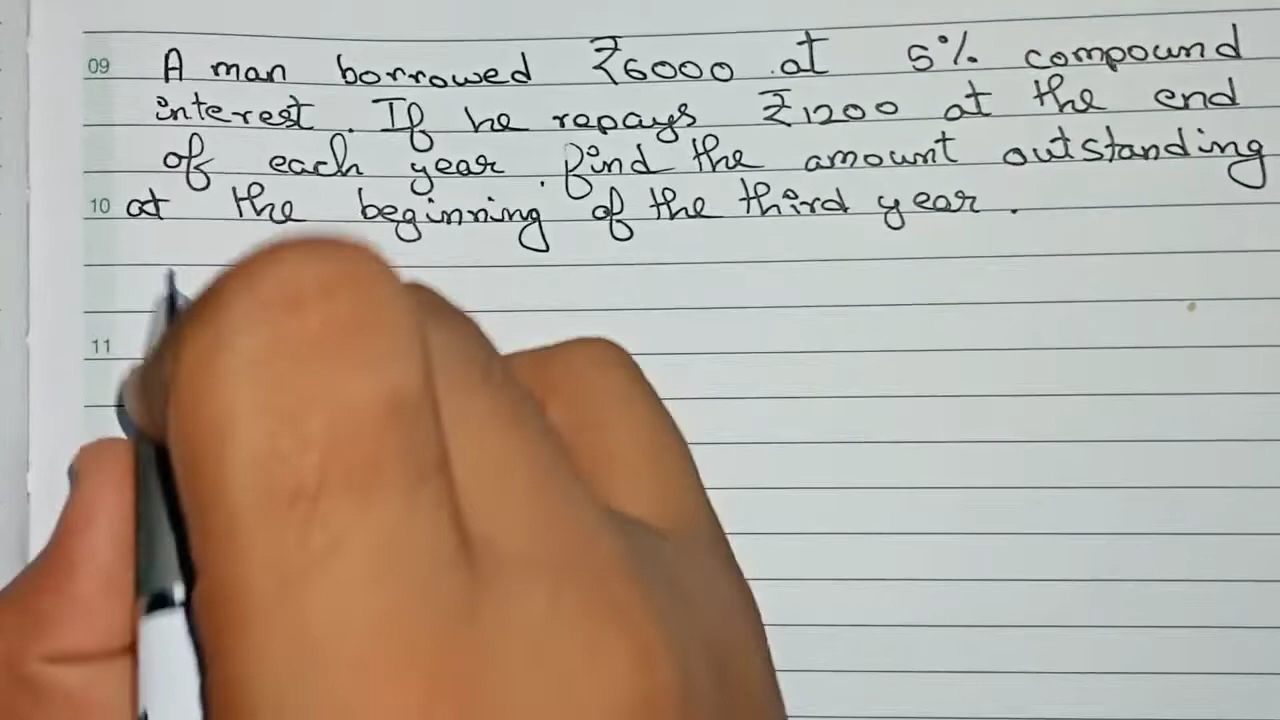 09 A man borrowed ₹6000 at 5% compound
interest. If he repays ₹1200 at the end
of each year. Find the amount outstanding
10 at the beginning of the third year.
11